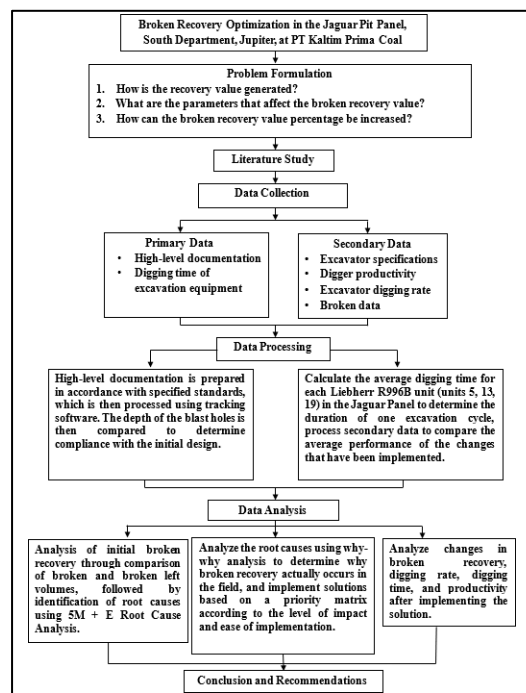 Broken Recovery Optimization in the Jaguar Pit Panel,
South Department, Jupiter, at PT Kaltim Prima Coal
Problem Formulation
1. How is the recovery value generated?
2. What are the parameters that affect the broken recovery value?
3. How can the broken recovery value percentage be increased?
Literature Study
Data Collection
Primary Data
• High-level documentation
• Digging time of
excavation equipment
Secondary Data
• Excavator specifications
• Digger productivity
• Excavator digging rate
• Broken data
Data Processing
High-level documentation is prepared
in accordance with specified standards,
which is then processed using tracking
software. The depth of the blast holes is
then compared to determine
compliance with the initial design.
Calculate the average digging time for
each Liebherr R996B unit (units 5, 13,
19) in the Jaguar Panel to determine the
duration of one excavation cycle,
process secondary data to compare the
average performance of the changes
that have been implemented.
Data Analysis
Analysis of initial broken
recovery through comparison
of broken and broken left
volumes, followed by
identification of root causes
using 5M + E Root Cause
Analysis.
Analyze the root causes using why-
why analysis to determine why
broken recovery actually occurs in
the field, and implement solutions
based on a priority matrix
according to the level of impact
and ease of implementation.
Analyze changes in
broken recovery,
digging rate, digging
time, and productivity
after implementing the
solution.
Conclusion and Recommendations